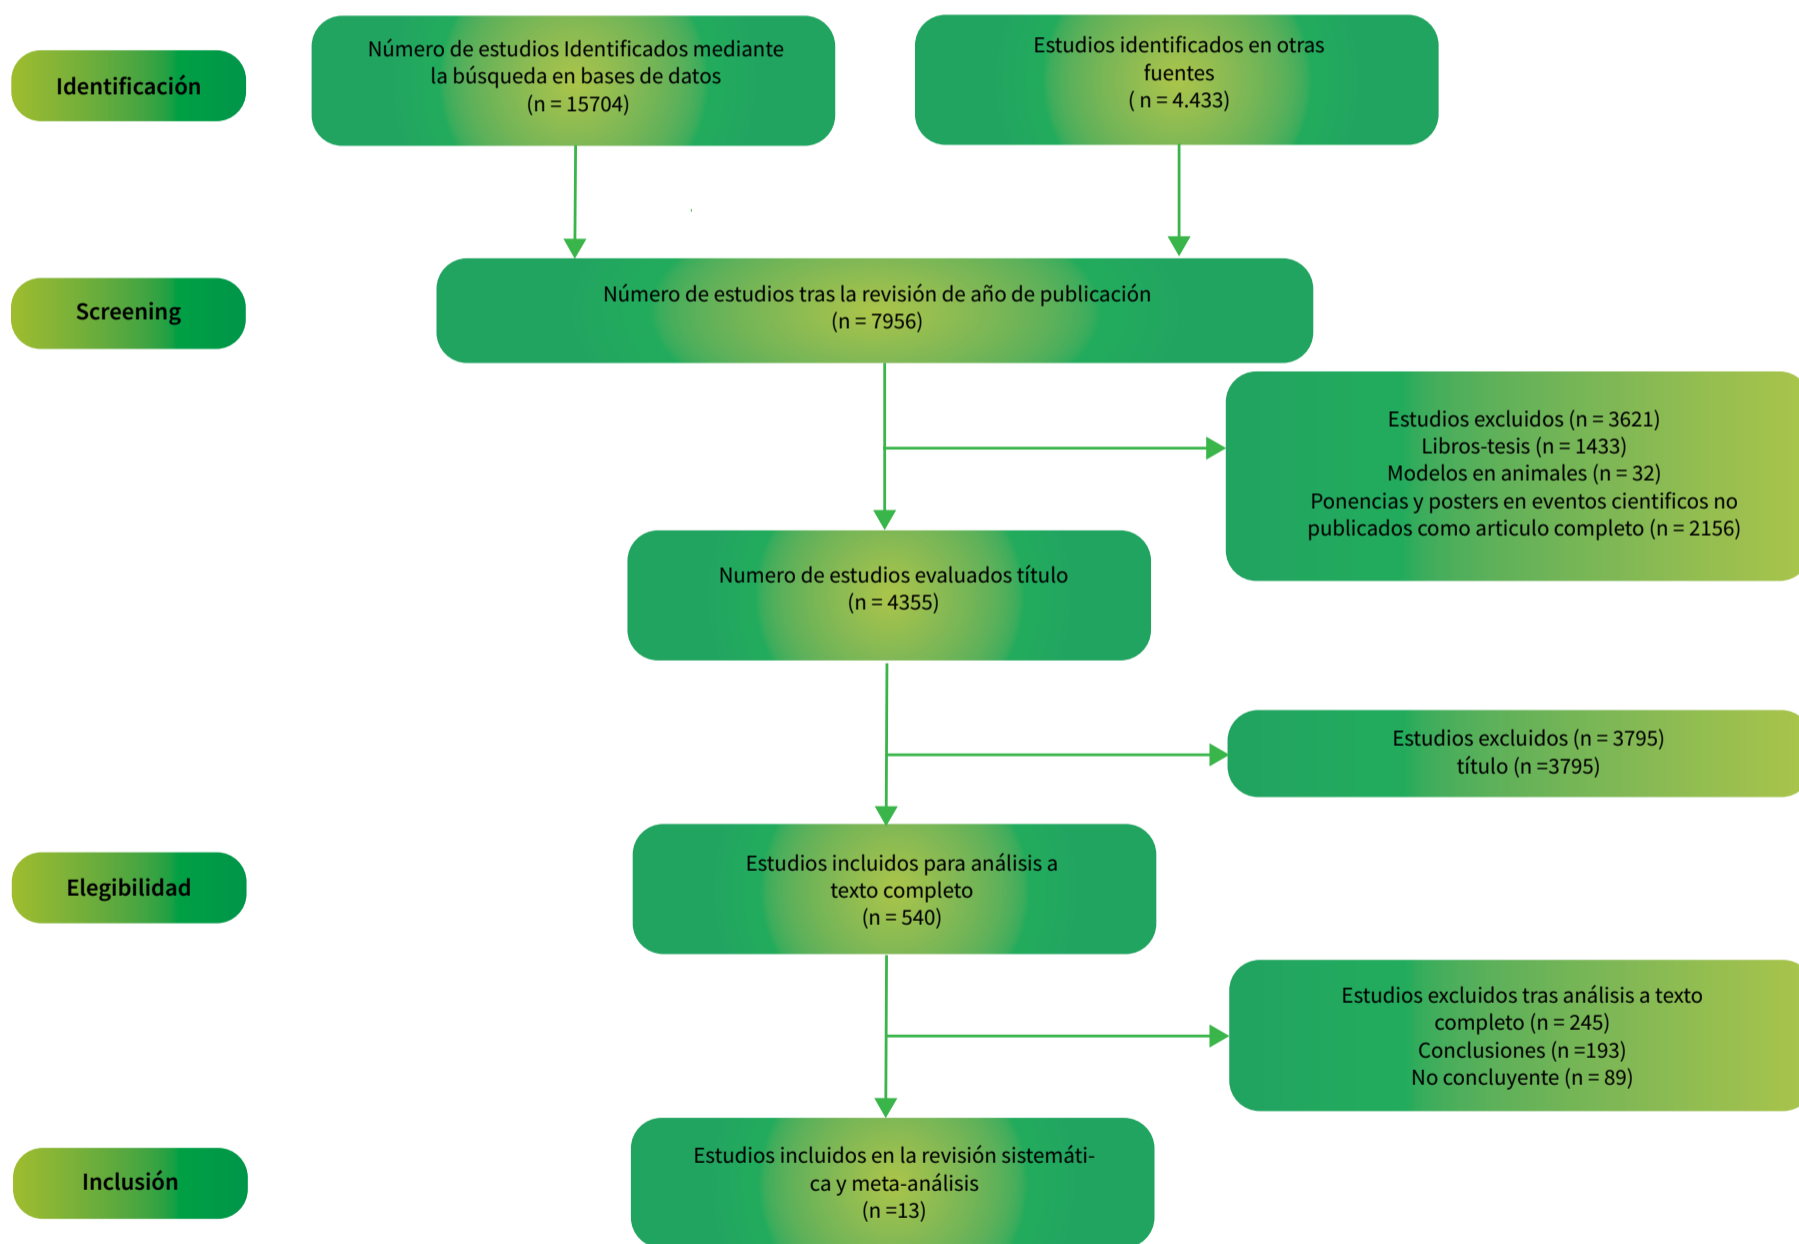 Identificación
Número de estudios Identificados mediante
la búsqueda en bases de datos
(n = 15704)
Estudios identificados en otras
fuentes
( n = 4.433)
Screening
Número de estudios tras la revisión de año de publicación
(n = 7956)
Estudios excluidos (n = 3621)
Libros-tesis (n = 1433)
Modelos en animales (n = 32)
Ponencias y posters en eventos cientificos no
publicados como articulo completo (n = 2156)
Numero de estudios evaluados título
(n = 4355)
Estudios excluidos (n = 3795)
título (n =3795)
Elegibilidad
Estudios incluidos para análisis a
texto completo
(n = 540)
Estudios excluidos tras análisis a texto
completo (n = 245)
Conclusiones (n =193)
No concluyente (n = 89)
Inclusión
Estudios incluidos en la revisión sistemáti-
ca y meta-análisis
(n =13)